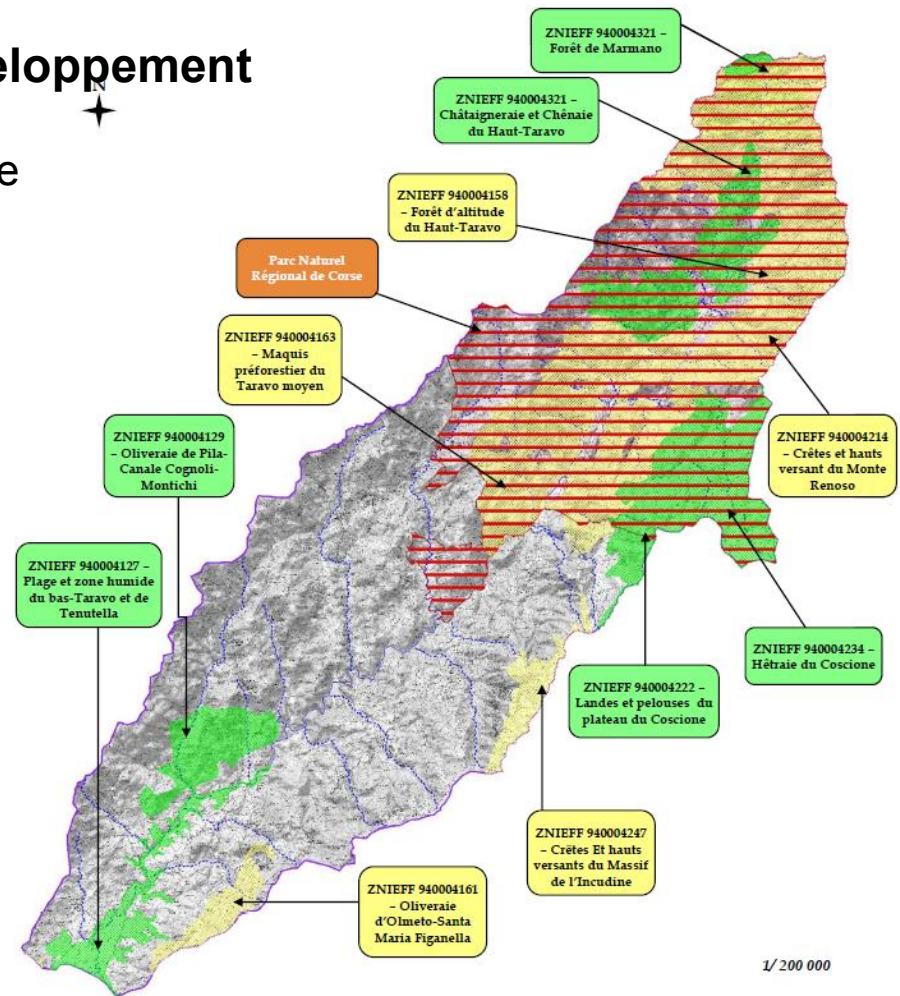 eloppement
N
e
ZNIEFF 940004321 –
Forêt de Marmano
ZNIEFF 940004321 –
Châtaigneraie et Chênaie
du Haut-Taravo
ZNIEFF 940004158
– Forêt d'altitude
du Haut-Taravo
Parc Naturel
Régional de Corse
ZNIEFF 940004163
– Maquis
préforestier du
Taravo moyen
ZNIEFF 940004129
– Oliveraie de Pila-
Canale Cognoli-
Montichi
ZNIEFF 940004214
– Crêtes et hauts
versant du Monte
Renoso
ZNIEFF 940004127 –
Plage et zone humide
du bas-Taravo et de
Tenutella
ZNIEFF 940004234 –
Hêtraie du Coscione
ZNIEFF 940004222 –
Landes et pelouses du
plateau du Coscione
ZNIEFF 940004247
– Crêtes Et hauts
versants du Massif
de l'Incudine
ZNIEFF 940004161
– Oliveraie
d'Olmeto-Santa
Maria Figanella
1/ 200 000